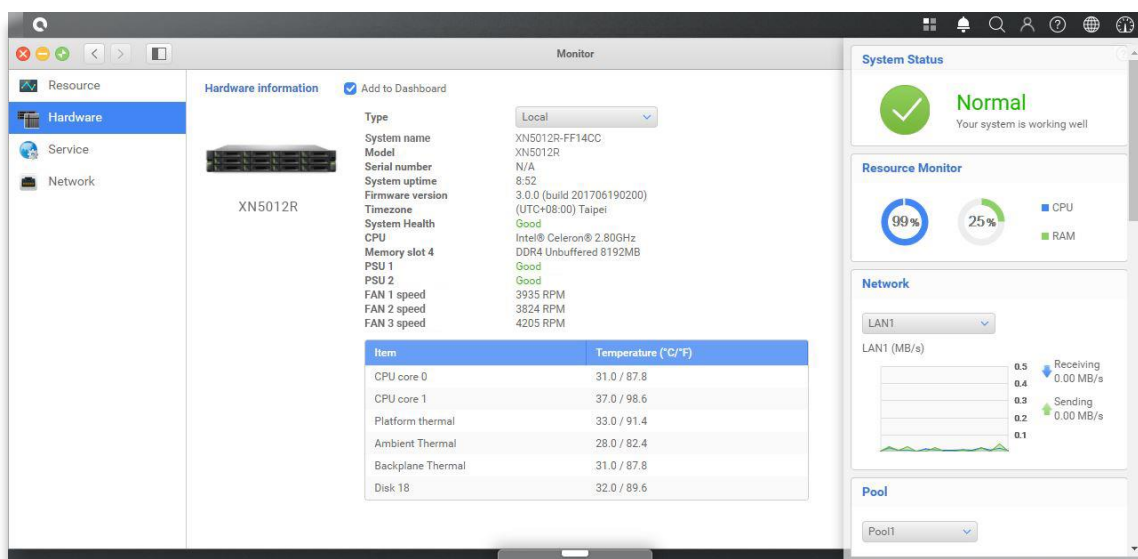 Monitor
Resource
Hardware
Service
Network
Hardware information
Add to Dashboard
XN5012R
Type Local
System name XN5012R-FF14CC
Model XN5012R
Serial number N/A
System uptime 8:52
Firmware version 3.0.0 (build 201706190200)
Timezone (UTC+08:00) Taipei
System Health Good
CPU Intel® Celeron® 2.80GHz
Memory slot 4 DDR4 Unbuffered 8192MB
PSU 1 Good
PSU 2 Good
FAN 1 speed 3935 RPM
FAN 2 speed 3824 RPM
FAN 3 speed 4205 RPM
Item Temperature (°C/°F)
CPU core 0 31.0 / 87.8
CPU core 1 37.0 / 98.6
Platform thermal 33.0 / 91.4
Ambient Thermal 28.0 / 82.4
Backplane Thermal 31.0 / 87.8
Disk 18 32.0 / 89.6
System Status
Normal
Your system is working well
Resource Monitor
99%
25%
CPU
RAM
Network
LAN1
LAN1 (MB/s)
0.5
0.4
0.3
0.2
0.1
Receiving
0.00 MB/s
Sending
0.00 MB/s
Pool
Pool1